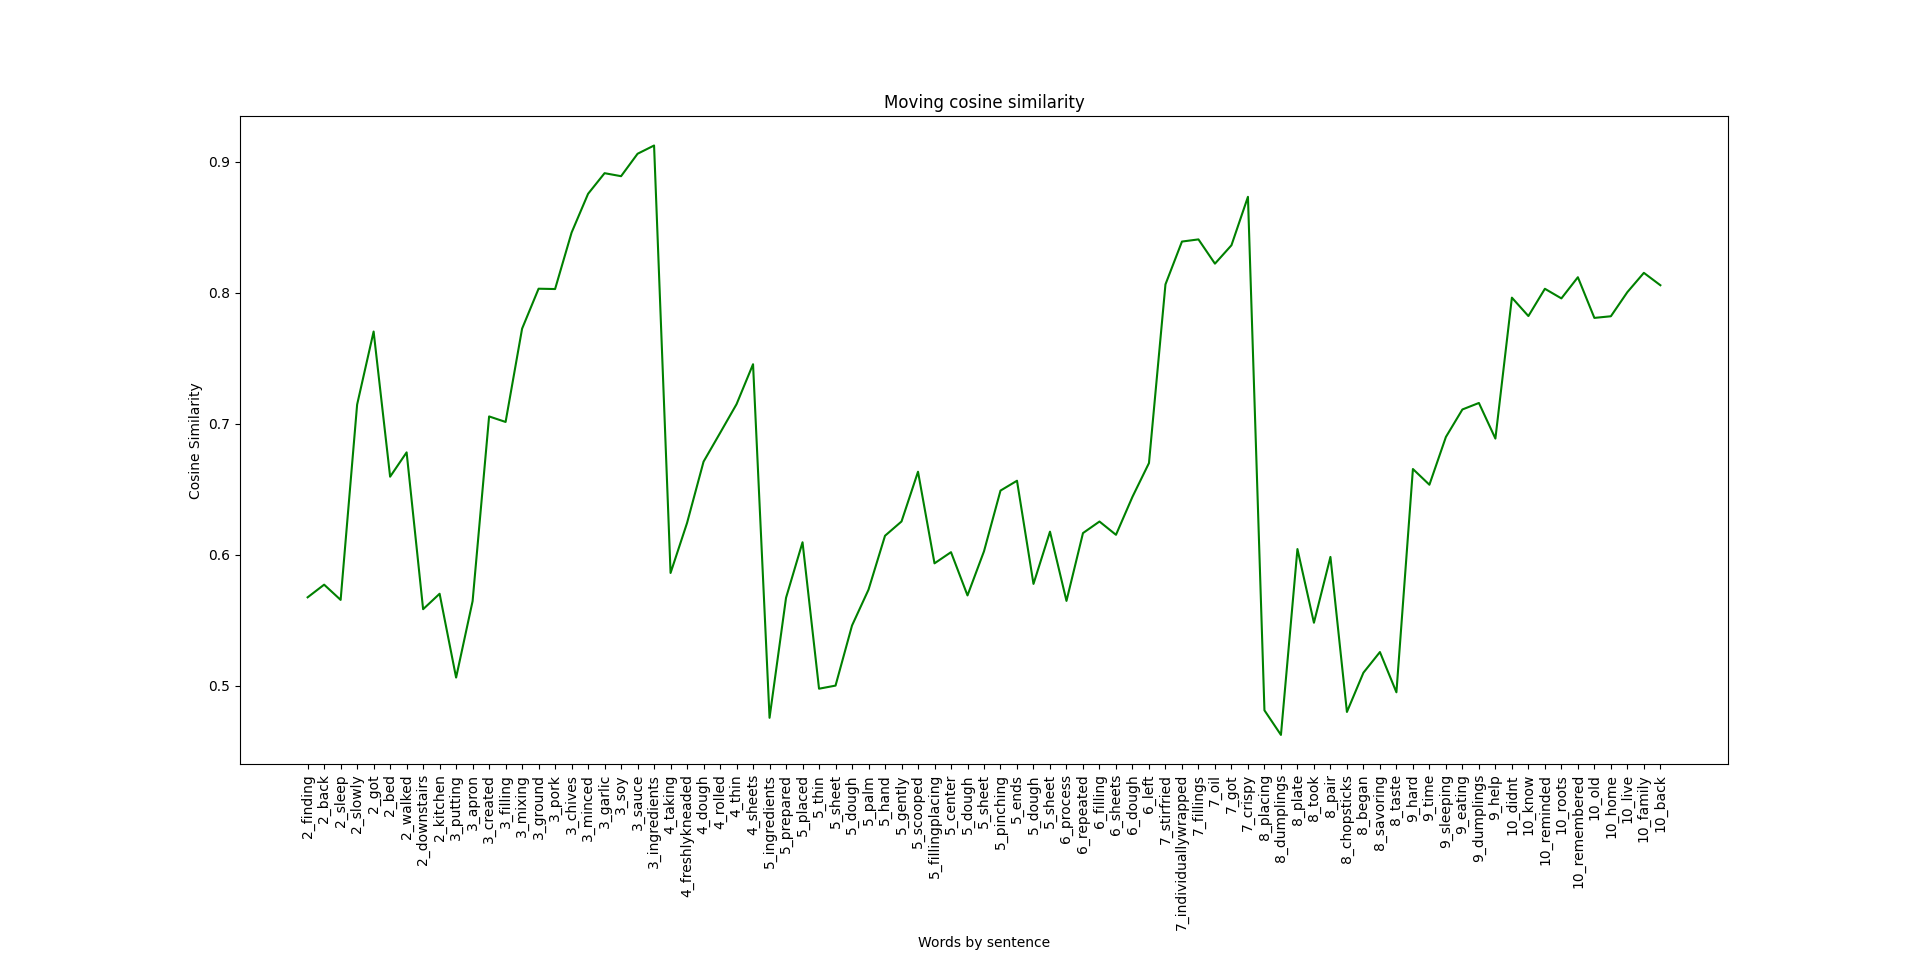 Moving cosine similarity
Cosine Similarity
0.9
0.8
0.7
0.6
0.5
2_finding
2_back
2_sleep
2_slowly
2_got
2_bed
2_walked
2_downstairs
2_kitchen
3_putting
3_apron
3_created
3_filling
3_mixing
3_ground
3_pork
3_chives
3_minced
3_garlic
3_soy
3_sauce
3_ingredients
4_taking
4_freshlykneaded
4_dough
4_rolled
4_thin
4_sheets
5_ingredients
5_prepared
5_placed
5_thin
5_sheet
5_dough
5_palm
5_hand
5_gently
5_scooped
5_fillingplacing
5_center
5_dough
5_sheet
5_pinching
5_ends
5_dough
5_sheet
6_process
6_repeated
6_filling
6_sheets
6_dough
6_left
7_stirfried
7_individuallywrapped
7_fillings
7_oil
7_got
7_crispy
8_placing
8_dumplings
8_plate
8_took
8_pair
8_chopsticks
8_began
8_savoring
8_taste
9_hard
9_time
9_sleeping
9_eating
9_dumplings
9_help
10_didnt
10_know
10_reminded
10_roots
10_remembered
10_old
10_home
10_live
10_family
10_back
Words by sentence